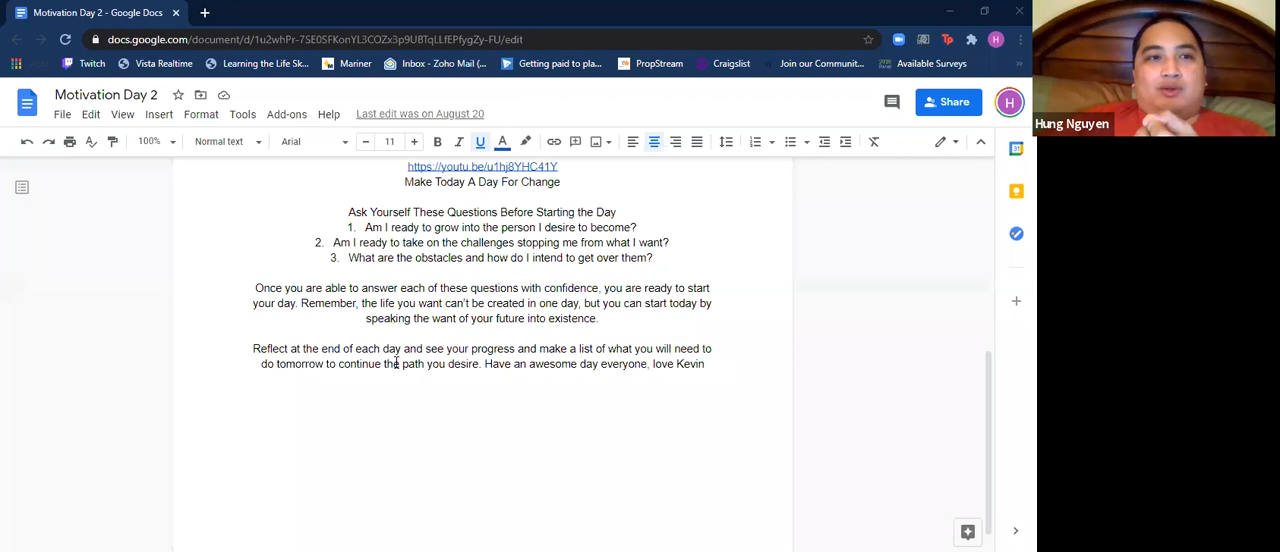 Motivation Day 2 - Google Docs
docs.google.com/document/d/1u2whPr-7SE0SFKonYL3COZx3p9UBTqLLfEPfygZy-FU/edit
Twitch Vista Realtime Learning the Life Sk... Mariner Inbox - Zoho Mail (... Getting paid to pla... PropStream Craigslist Join our Communit... Available Surveys
Motivation Day 2
File Edit View Insert Format Tools Add-ons Help Last edit was on August 20
Share
H
100% Normal text Arial 11 B I U A
https://youtu.be/u1hj8YHC41Y
Make Today A Day For Change
Ask Yourself These Questions Before Starting the Day
1. Am I ready to grow into the person I desire to become?
2. Am I ready to take on the challenges stopping me from what I want?
3. What are the obstacles and how do I intend to get over them?
Once you are able to answer each of these questions with confidence, you are ready to start
your day. Remember, the life you want can't be created in one day, but you can start today by
speaking the want of your future into existence.
Reflect at the end of each day and see your progress and make a list of what you will need to
do tomorrow to continue the path you desire. Have an awesome day everyone, love Kevin
Hung Nguyen